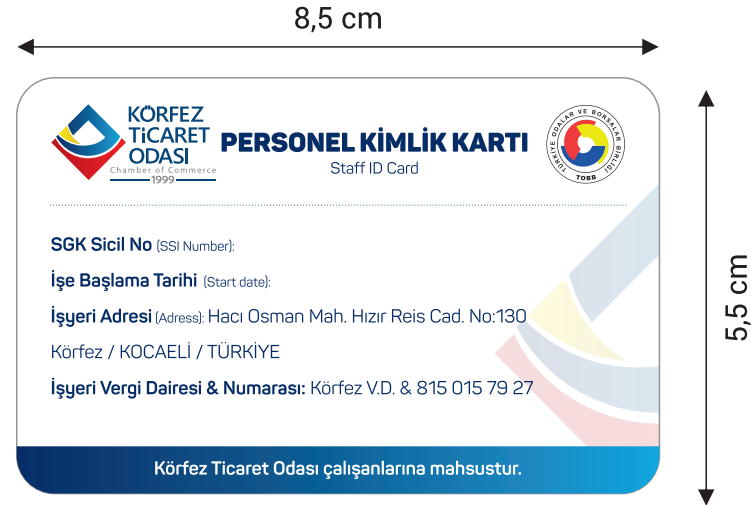 8,5 cm
KÖRFEZ
TİCARET
ODASI
Chamber of Commerce
1999
PERSONEL KİMLİK KARTI
Staff ID Card
TÜRKİYE ODALAR VE BORSALAR BİRLİĞİ
TOBB
SGK Sicil No (SSI Number):
İşe Başlama Tarihi (Start date):
İşyeri Adresi (Adress): Hacı Osman Mah. Hızır Reis Cad. No:130
Körfez / KOCAELİ / TÜRKİYE
İşyeri Vergi Dairesi & Numarası: Körfez V.D. & 815 015 79 27
Körfez Ticaret Odası çalışanlarına mahsustur.
5,5 cm